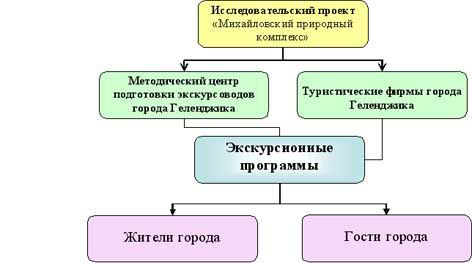 Исследовательский проект
«Михайловский природный
комплекс»
Методический центр
подготовки экскурсоводов
города Геленджика
Туристические фирмы города
Геленджика
Экскурсионные
программы
Жители города
Гости города